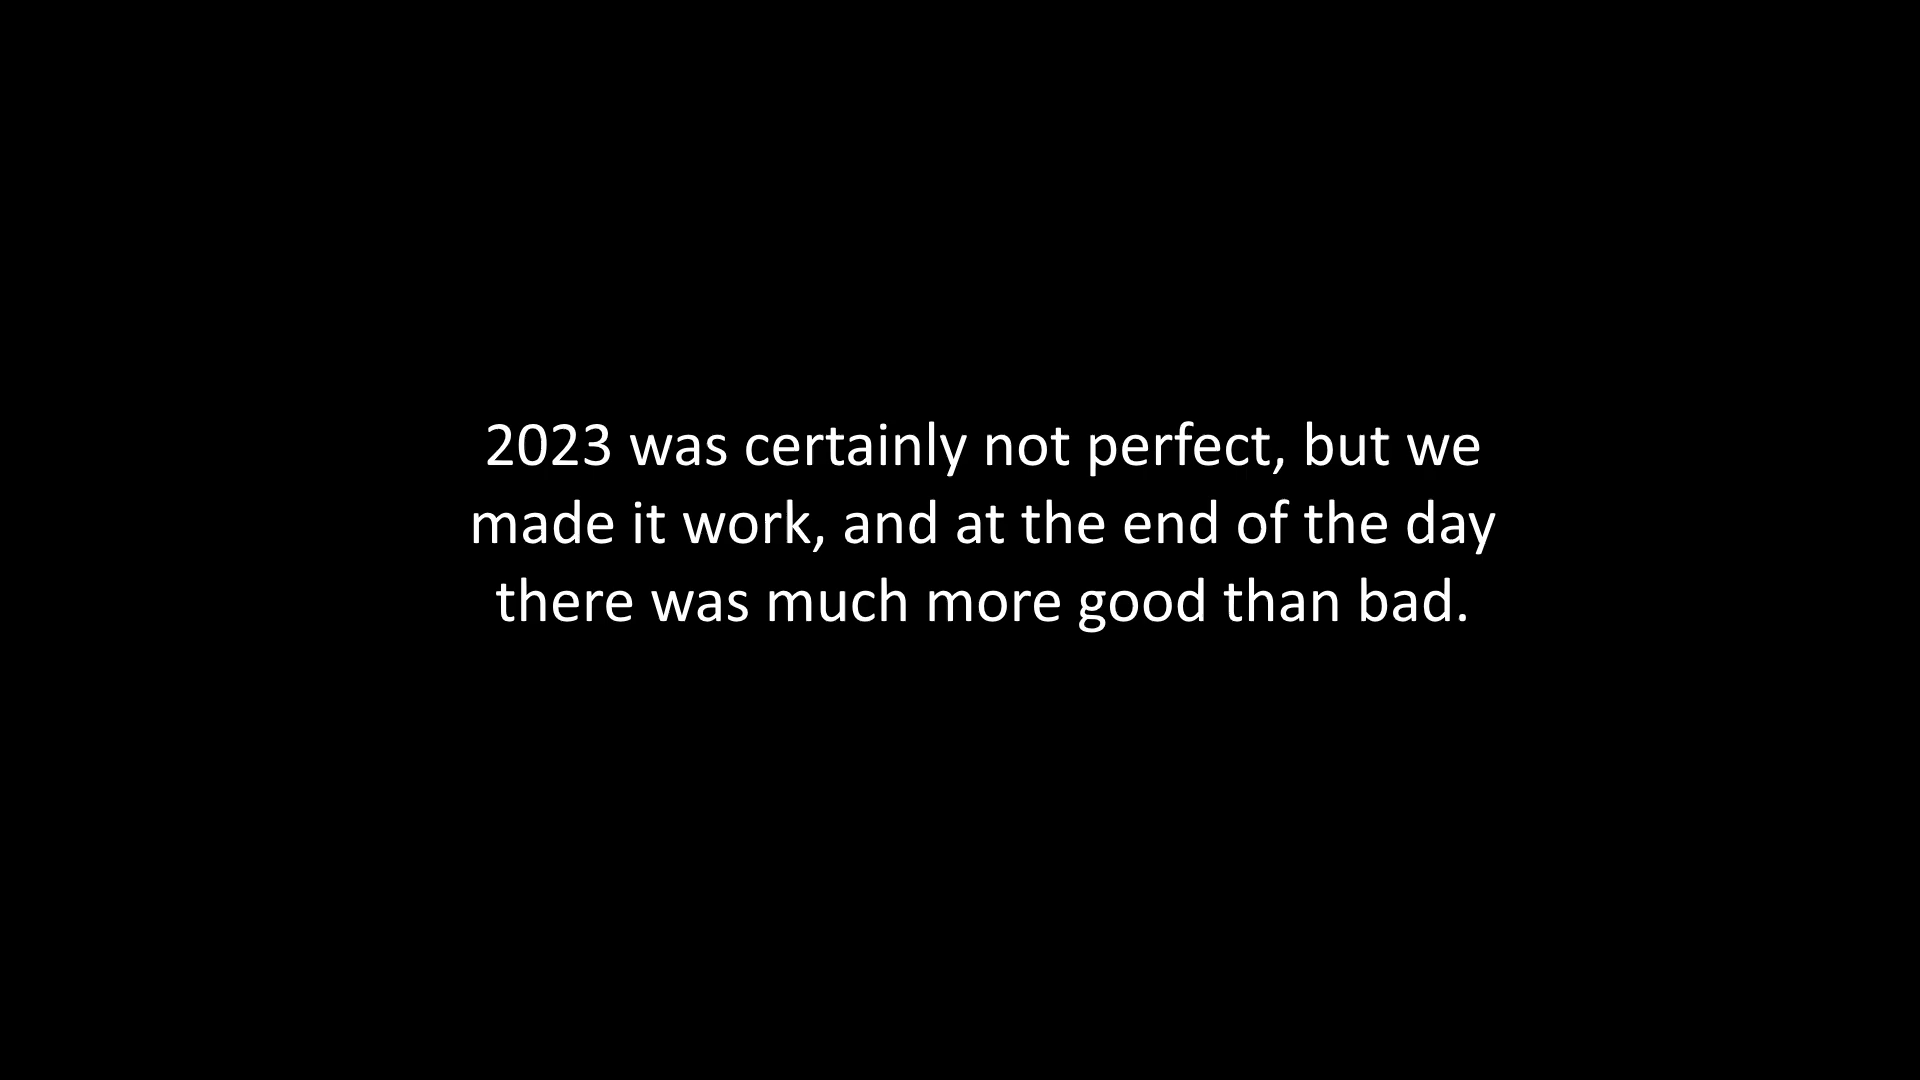 2023 was certainly not perfect, but we
made it work, and at the end of the day
there was much more good than bad.